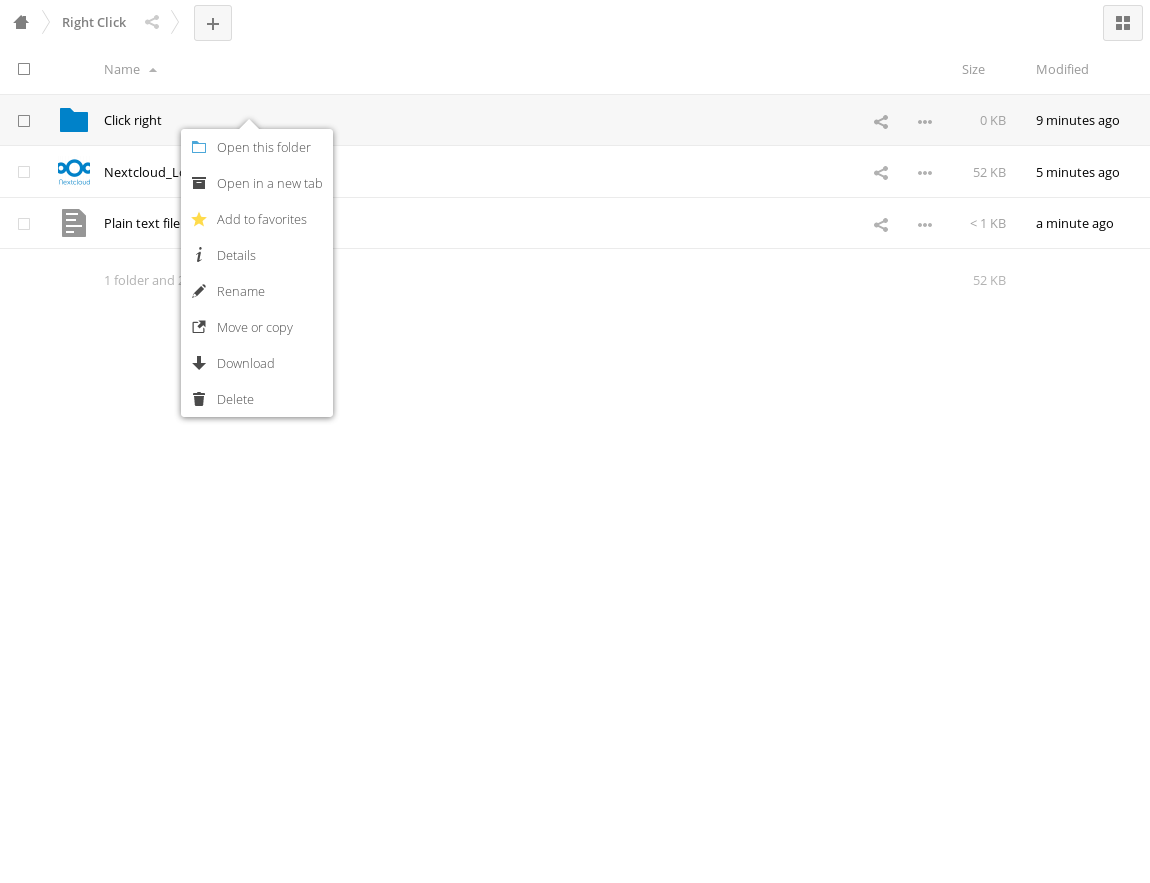 Right Click
Name Size Modified
Click right 0 KB 9 minutes ago
Open this folder
Nextcloud
Nextcloud_L 52 KB 5 minutes ago
Open in a new tab
Add to favorites
Plain text file < 1 KB a minute ago
Details
1 folder and 52 KB
Rename
Move or copy
Download
Delete